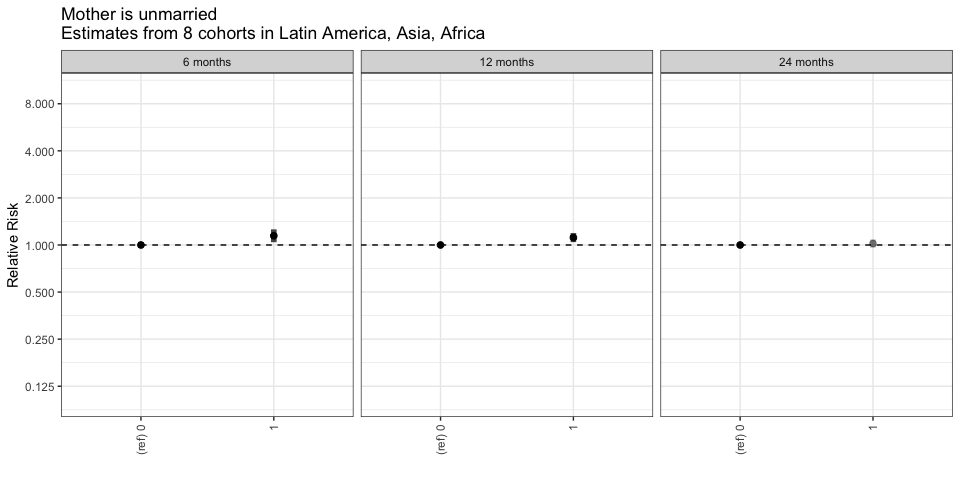 Mother is unmarried
Estimates from 8 cohorts in Latin America, Asia, Africa
6 months
12 months
24 months
Relative Risk
8.000
4.000
2.000
1.000
0.500
0.250
0.125
(ref) 0
1
(ref) 0
1
(ref) 0
1